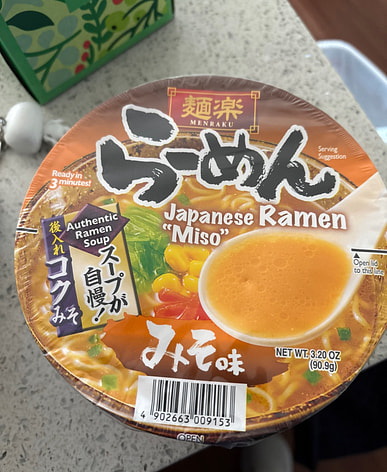 麺楽
MENRAKU
らーめん
Ready in
3 minutes!
Serving
Suggestion
Japanese Ramen
"Miso"
Authentic
Ramen
Soup
スープが
自慢!
後入れ
コクみそ
Open lid
to this line
みそ味
NET WT. 3.20 OZ
(90.9g)
4 902663 009153
OPEN